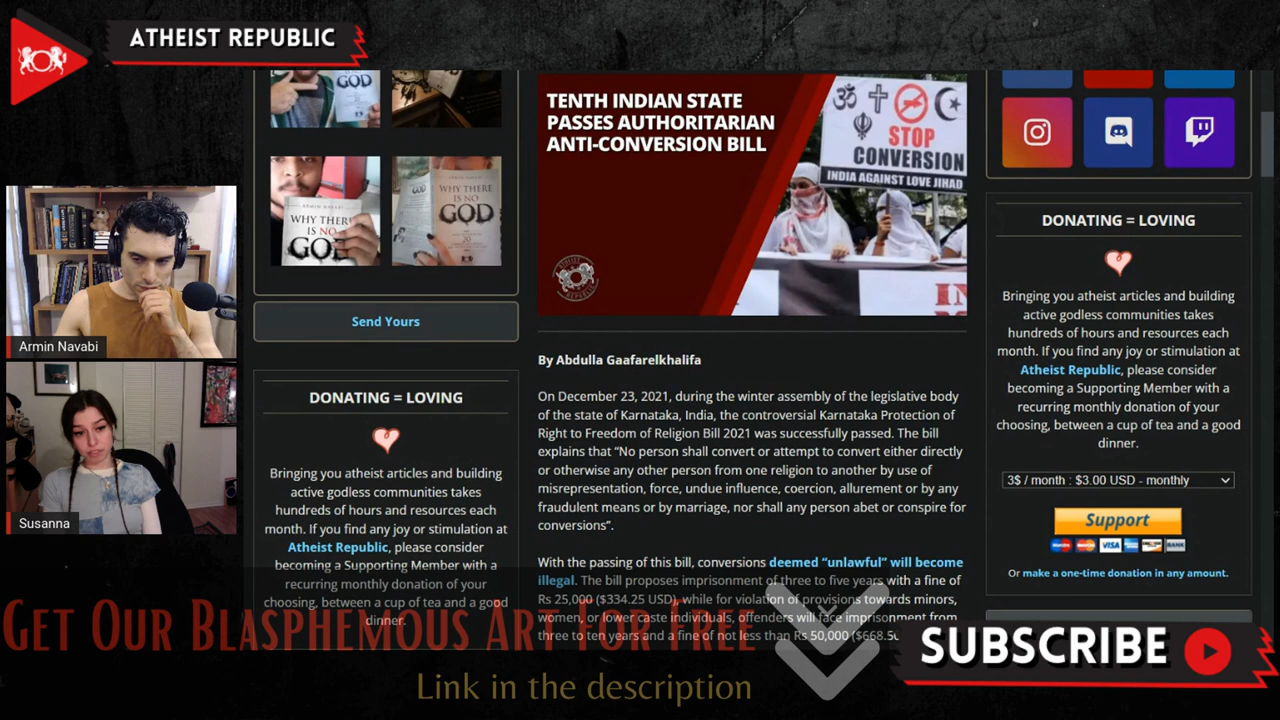 ATHEIST REPUBLIC
Armin Navabi
Susanna
GOD
WHY THERE
IS NO
GOD
WHY THERE
IS NO
GOD
Send Yours
DONATING = LOVING
Bringing you atheist articles and building
active godless communities takes
hundreds of hours and resources each
month. If you find any joy or stimulation at
Atheist Republic, please consider
becoming a Supporting Member with a
recurring monthly donation of your
choosing, between a cup of tea and a good
dinner.
TENTH INDIAN STATE
PASSES AUTHORITARIAN
ANTI-CONVERSION BILL
STOP
CONVERSION
INDIA AGAINST LOVE JIHAD
IN
By Abdulla Gaafarelkhalifa
On December 23, 2021, during the winter assembly of the legislative body
of the state of Karnataka, India, the controversial Karnataka Protection of
Right to Freedom of Religion Bill 2021 was successfully passed. The bill
explains that “No person shall convert or attempt to convert either directly
or otherwise any other person from one religion to another by use of
misrepresentation, force, undue influence, coercion, allurement or by any
fraudulent means or by marriage, nor shall any person abet or conspire for
conversions”.
With the passing of this bill, conversions deemed “unlawful” will become
illegal. The bill proposes imprisonment of three to five years with a fine of
Rs 25,000 ($334.25 USD), while for violation of provisions towards minors,
women, or lower caste individuals, offenders will face imprisonment from
three to ten years and a fine of not less than Rs 50,000 ($668.50
DONATING = LOVING
Bringing you atheist articles and building
active godless communities takes
hundreds of hours and resources each
month. If you find any joy or stimulation at
Atheist Republic, please consider
becoming a Supporting Member with a
recurring monthly donation of your
choosing, between a cup of tea and a good
dinner.
3$ / month : $3.00 USD - monthly
Support
VISA
BANK
Or make a one-time donation in any amount.
Get Our Blasphemous Art For Free
Link in the description
SUBSCRIBE